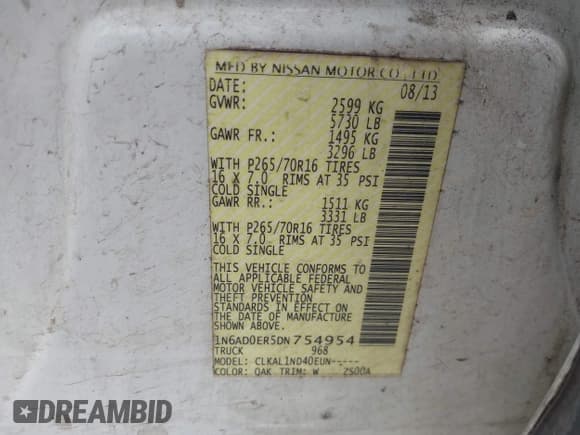 MFD BY NISSAN MOTOR CO., LTD
DATE: 08/13
GVWR: 2599 KG
5730 LB
GAWR FR.: 1495 KG
3296 LB
WITH P265/70R16 TIRES
16 X 7.0 RIMS AT 35 PSI
COLD SINGLE
GAWR RR.: 1511 KG
3331 LB
WITH P265/70R16 TIRES
16 X 7.0 RIMS AT 35 PSI
COLD SINGLE
THIS VEHICLE CONFORMS TO
ALL APPLICABLE FEDERAL
MOTOR VEHICLE SAFETY AND
THEFT PREVENTION
STANDARDS IN EFFECT ON
THE DATE OF MANUFACTURE
SHOWN ABOVE
1N6AD0ER5DN754954
TRUCK 968
MODEL: CLKAL1ND40EUN-----
COLOR: QAK TRIM: W 2S00A
DREAMBID